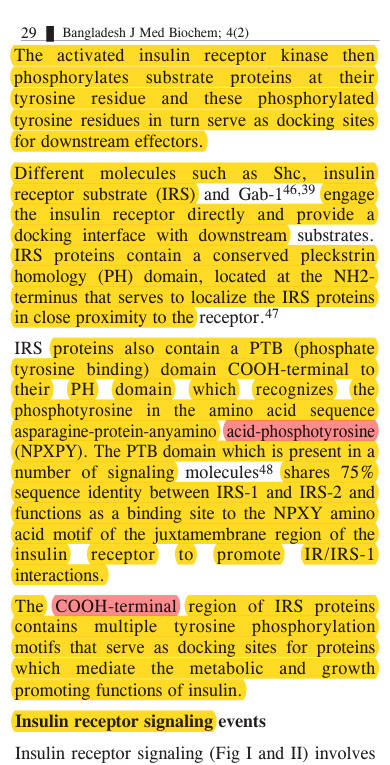 29 Bangladesh J Med Biochem; 4(2)
The activated insulin receptor kinase then
phosphorylates substrate proteins at their
tyrosine residue and these phosphorylated
tyrosine residues in turn serve as docking sites
for downstream effectors.
Different molecules such as Shc, insulin
receptor substrate (IRS) and Gab-146,39 engage
the insulin receptor directly and provide a
docking interface with downstream substrates.
IRS proteins contain a conserved pleckstrin
homology (PH) domain, located at the NH2-
terminus that serves to localize the IRS proteins
in close proximity to the receptor.47
IRS proteins also contain a PTB (phosphate
tyrosine binding) domain COOH-terminal to
their PH domain which recognizes the
phosphotyrosine in the amino acid sequence
asparagine-protein-anyamino acid-phosphotyrosine
(NPXPY). The PTB domain which is present in a
number of signaling molecules48 shares 75%
sequence identity between IRS-1 and IRS-2 and
functions as a binding site to the NPXY amino
acid motif of the juxtamembrane region of the
insulin receptor to promote IR/IRS-1
interactions.
The COOH-terminal region of IRS proteins
contains multiple tyrosine phosphorylation
motifs that serve as docking sites for proteins
which mediate the metabolic and growth
promoting functions of insulin.
Insulin receptor signaling events
Insulin receptor signaling (Fig I and II) involves